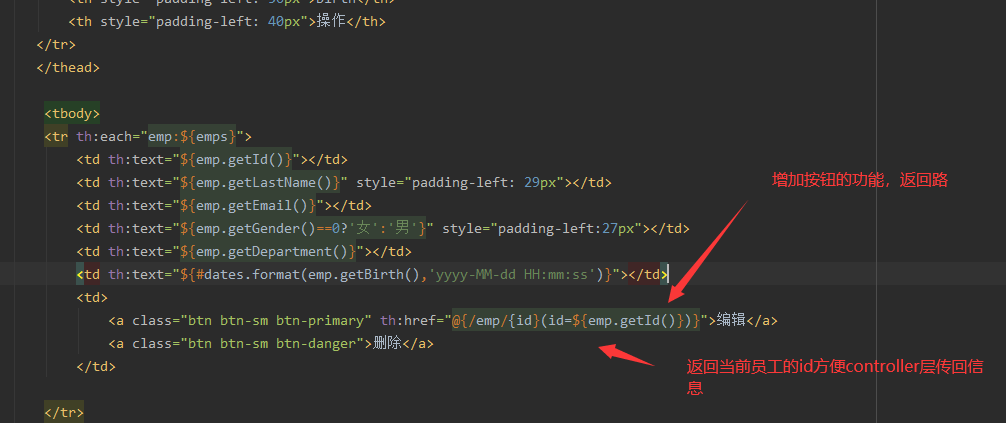 <th style="padding-left: 90px">birth</th>
<th style="padding-left: 40px">操作</th>
</tr>
</thead>
<tbody>
<tr th:each="emp:${emps}">
<td th:text="${emp.getId()}"></td>
<td th:text="${emp.getLastName()}" style="padding-left: 29px"></td>
<td th:text="${emp.getEmail()}"></td>
<td th:text="${emp.getGender()==0?'女':'男'}" style="padding-left:27px"></td>
<td th:text="${emp.getDepartment()}"></td>
<td th:text="${#dates.format(emp.getBirth(),'yyyy-MM-dd HH:mm:ss')}"></td>
<td>
<a class="btn btn-sm btn-primary" th:href="@{/emp/{id}(id=${emp.getId()})}">编辑</a>
<a class="btn btn-sm btn-danger">删除</a>
</td>
</tr>
增加按钮的功能，返回路
返回当前员工的id方便controller层传回信
息